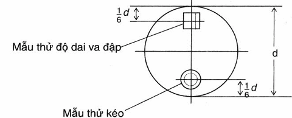 1/6 d
Mẫu thử độ dai va đập
d
Mẫu thử kéo
1/6 d